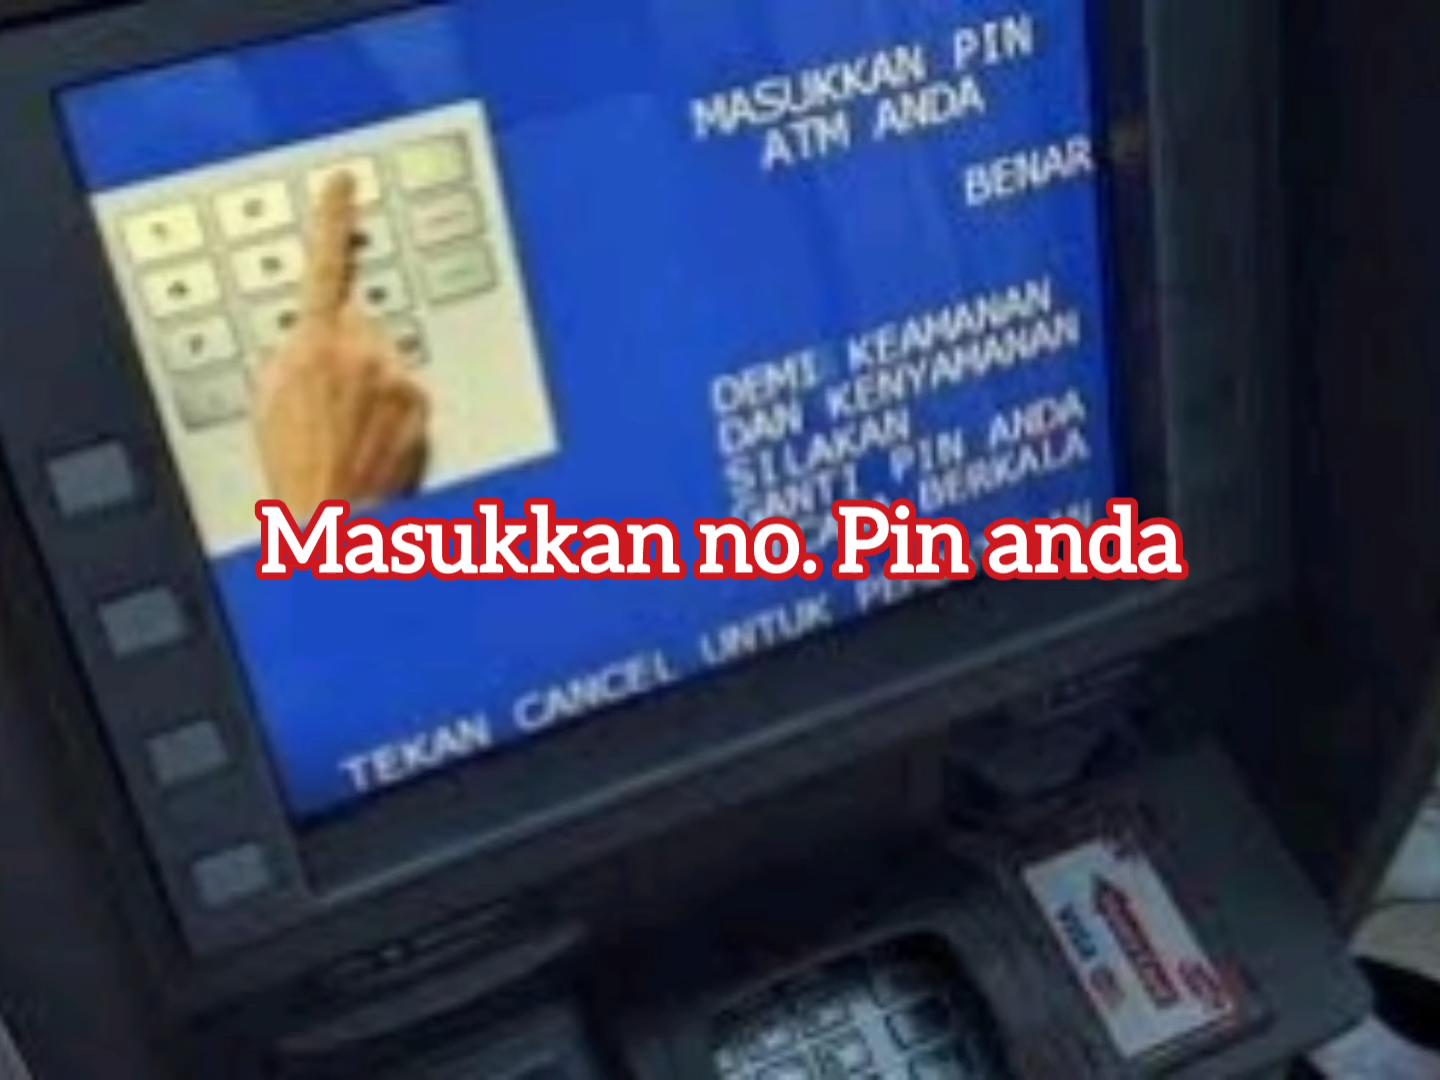 MASUKKAN PIN
ATM ANDA
BENAR
DEMI KEAMANAN
DAN KENYAMANAN
SILAKAN
GANTI PIN ANDA
BERKALA
Masukkan no. Pin anda
TEKAN CANCEL UNTUK
VISA